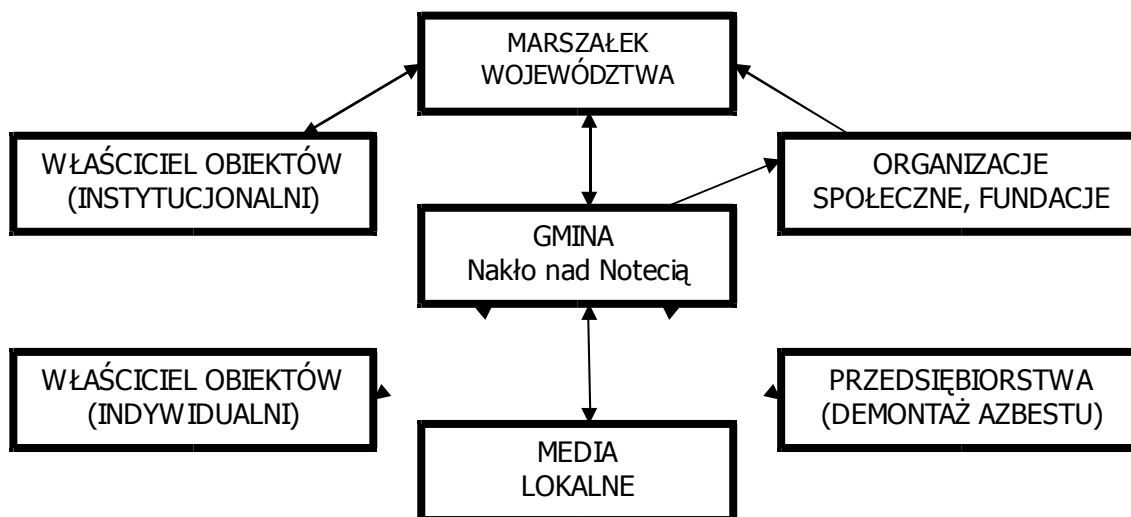 MARSZAŁEK
WOJEWÓDZTWA
WŁAŚCICIEL OBIEKTÓW
(INSTYTUCJONALNI)
ORGANIZACJE
SPOŁECZNE, FUNDACJE
GMINA
Nakło nad Notecią
WŁAŚCICIEL OBIEKTÓW
(INDYWIDUALNI)
PRZEDSIĘBIORSTWA
(DEMONTAŻ AZBESTU)
MEDIA
LOKALNE